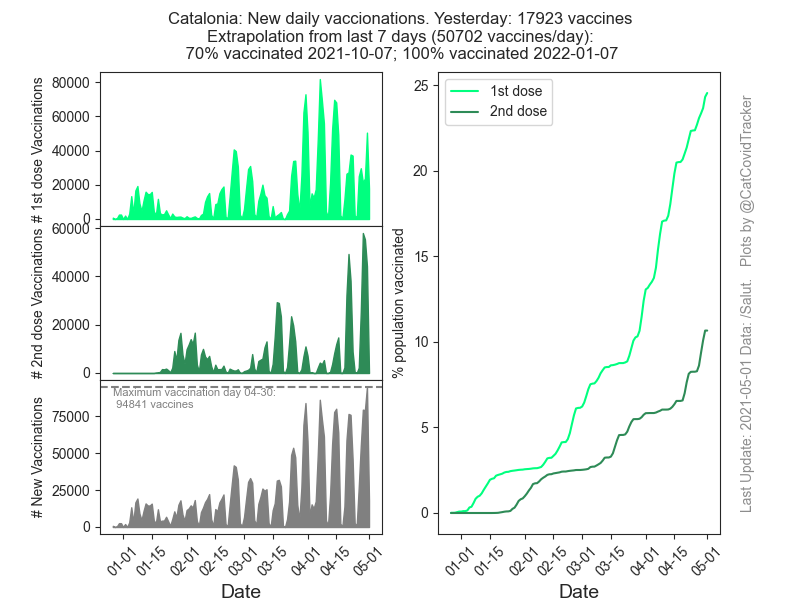 Catalonia: New daily vaccionations. Yesterday: 17923 vaccines
Extrapolation from last 7 days (50702 vaccines/day):
70% vaccinated 2021-10-07; 100% vaccinated 2022-01-07
# 1st dose Vaccinations
80000
60000
40000
20000
0
# 2nd dose Vaccinations
60000
40000
20000
0
# New Vaccinations
Maximum vaccination day 04-30:
94841 vaccines
75000
50000
25000
0
01-01
01-15
02-01
02-15
03-01
03-15
04-01
04-15
05-01
Date
% population vaccinated
1st dose
2nd dose
25
20
15
10
5
0
01-01
01-15
02-01
02-15
03-01
03-15
04-01
04-15
05-01
Date
Last Update: 2021-05-01 Data: /Salut. Plots by @CatCovidTracker